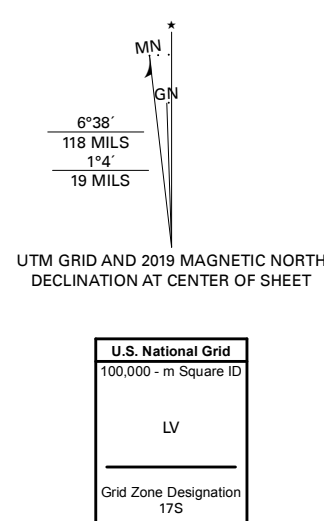 ★
MN
GN
6°38´
118 MILS
1°4´
19 MILS
UTM GRID AND 2019 MAGNETIC NORTH
DECLINATION AT CENTER OF SHEET
U.S. National Grid
100,000 - m Square ID
LV
Grid Zone Designation
17S